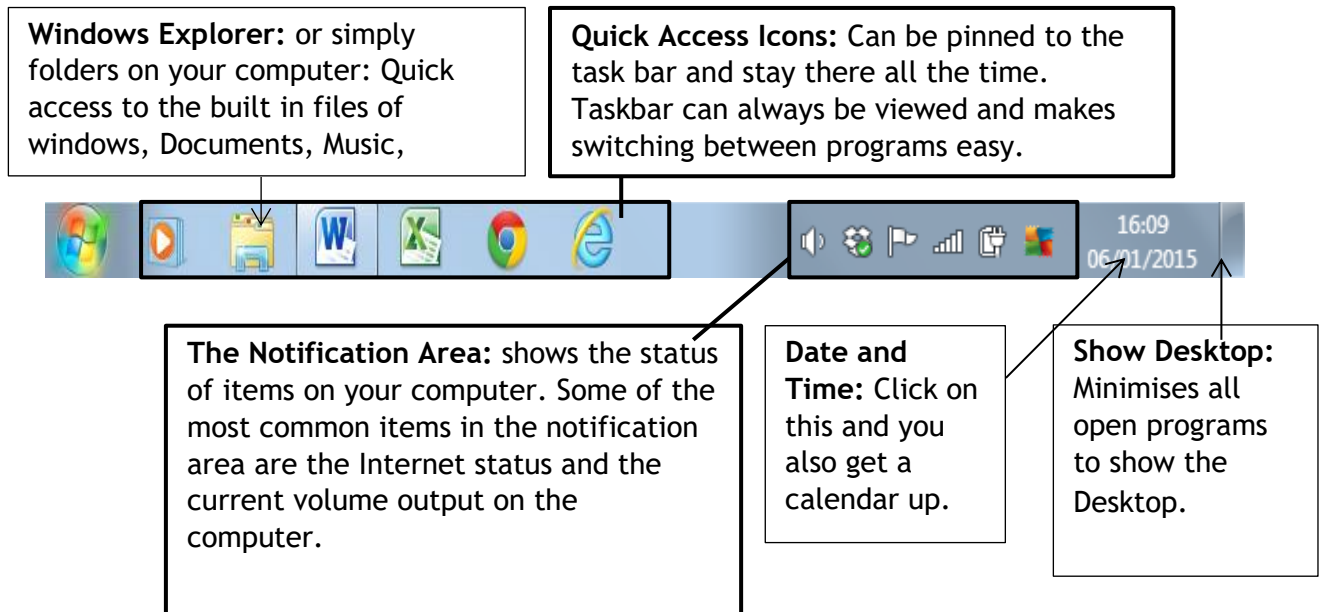 Windows Explorer: or simply
folders on your computer: Quick
access to the built in files of
windows, Documents, Music,
Quick Access Icons: Can be pinned to the
task bar and stay there all the time.
Taskbar can always be viewed and makes
switching between programs easy.
16:09
06/01/2015
The Notification Area: shows the status
of items on your computer. Some of the
most common items in the notification
area are the Internet status and the
current volume output on the
computer.
Date and
Time: Click on
this and you
also get a
calendar up.
Show Desktop:
Minimises all
open programs
to show the
Desktop.